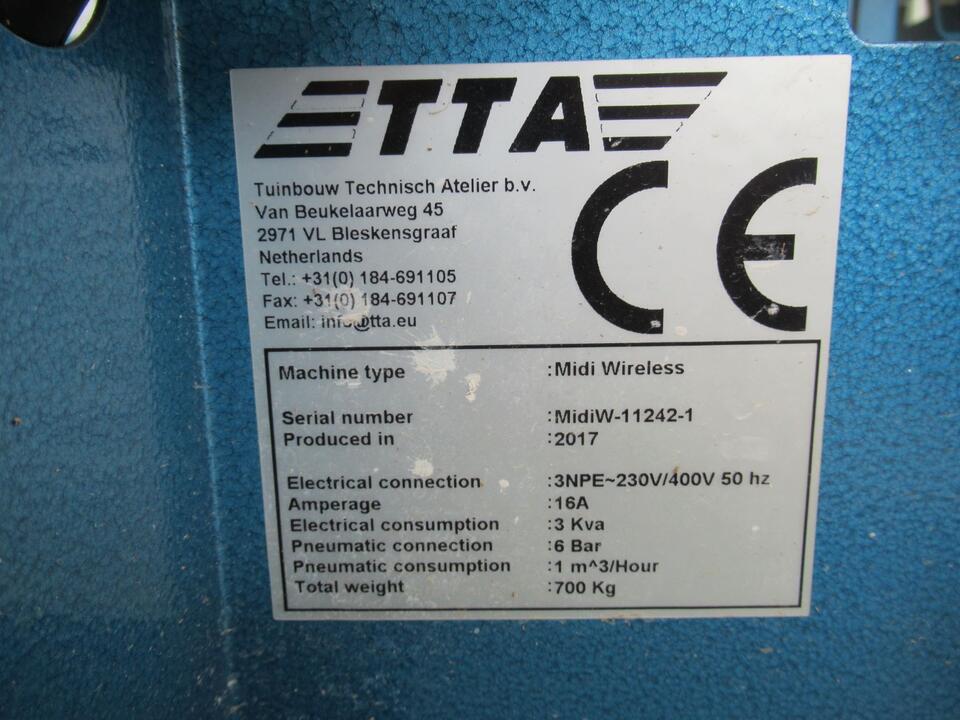 TTA
CE
Tuinbouw Technisch Atelier b.v.
Van Beukelaarweg 45
2971 VL Bleskensgraaf
Netherlands
Tel.: +31(0) 184-691105
Fax: +31(0) 184-691107
Email: info@tta.eu
Machine type :Midi Wireless
Serial number :MidiW-11242-1
Produced in :2017
Electrical connection :3NPE~230V/400V 50 hz
Amperage :16A
Electrical consumption :3 Kva
Pneumatic connection :6 Bar
Pneumatic consumption :1 m^3/Hour
Total weight :700 Kg